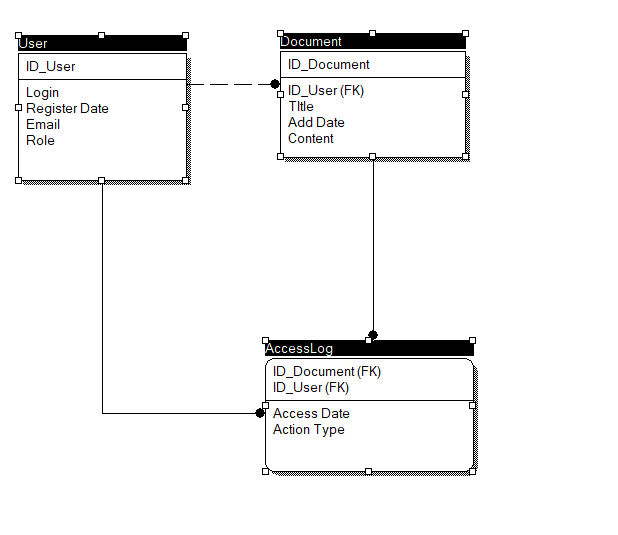 User
ID_User
Login
Register Date
Email
Role
Document
ID_Document
ID_User (FK)
TItle
Add Date
Content
AccessLog
ID_Document (FK)
ID_User (FK)
Access Date
Action Type